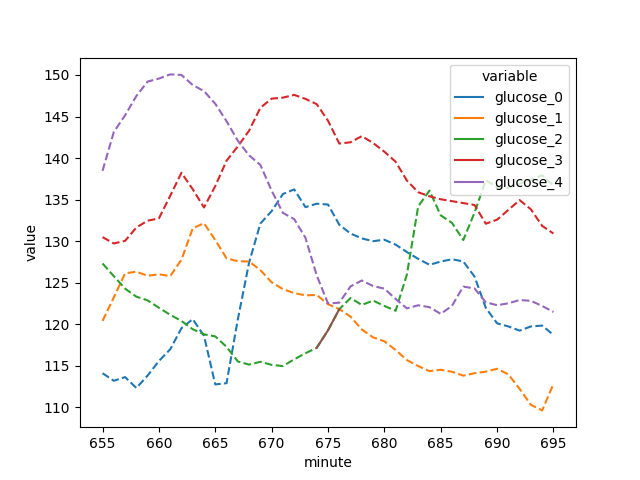 variable
glucose_0
glucose_1
glucose_2
glucose_3
glucose_4
150
145
140
135
130
125
120
115
110
value
655 660 665 670 675 680 685 690 695
minute